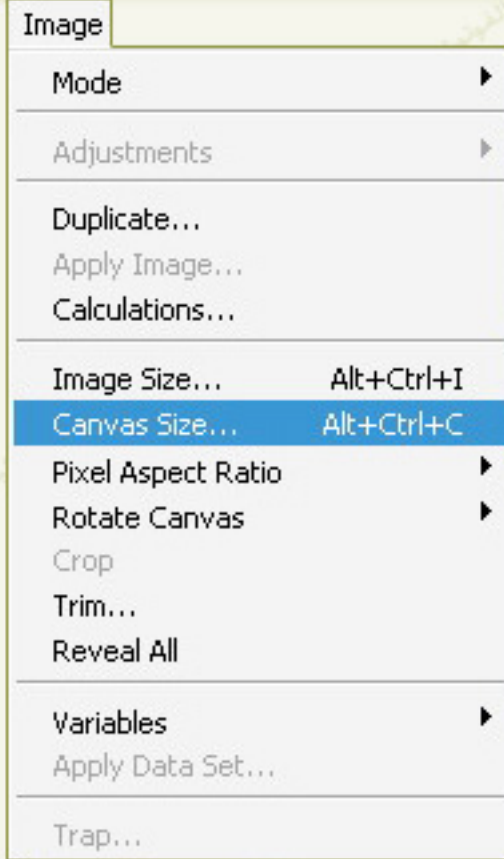 Image
Mode
Adjustments
Duplicate...
Apply Image...
Calculations...
Image Size... Alt+Ctrl+I
Canvas Size... Alt+Ctrl+C
Pixel Aspect Ratio
Rotate Canvas
Crop
Trim...
Reveal All
Variables
Apply Data Set...
Trap...